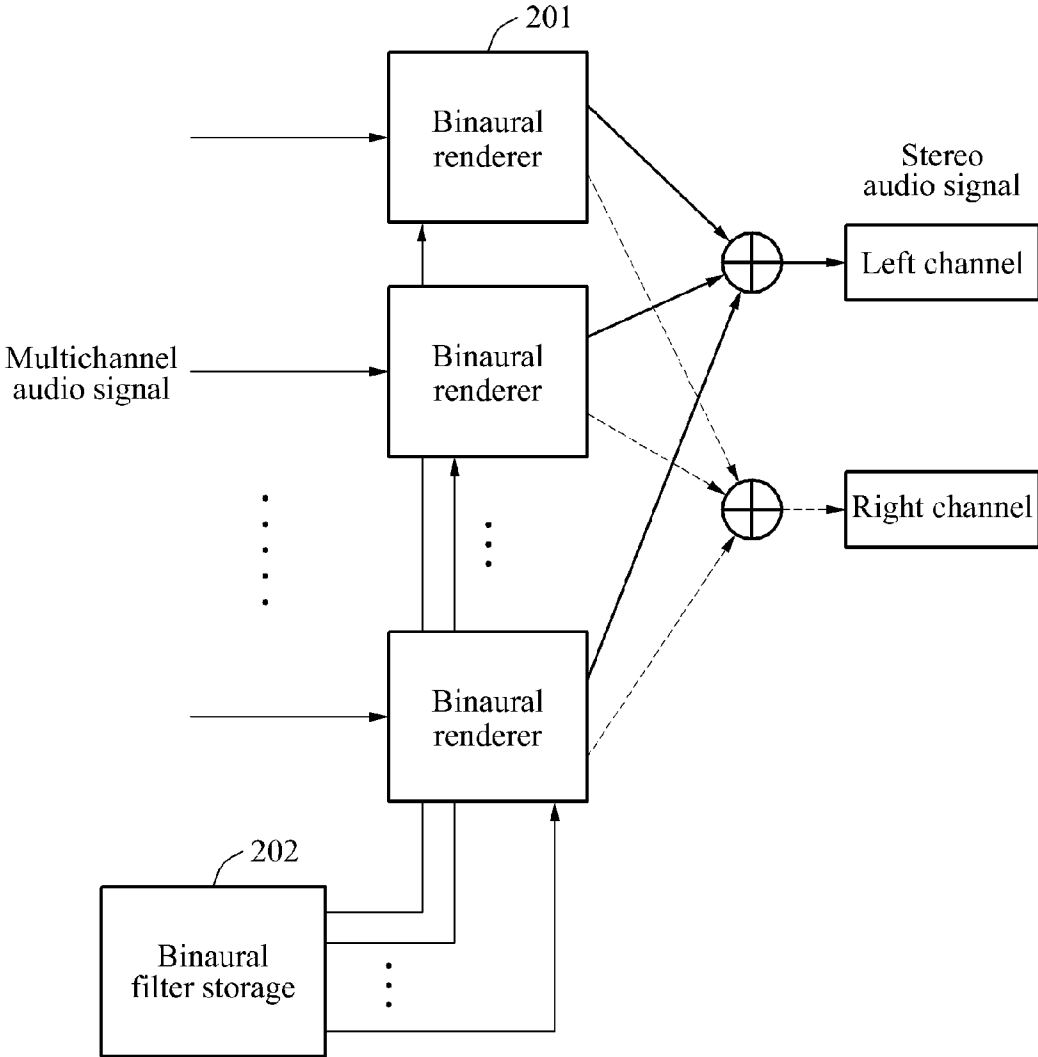 201
Binaural
renderer
Stereo
audio signal
Left channel
Multichannel
audio signal
Binaural
renderer
Right channel
Binaural
renderer
202
Binaural
filter storage